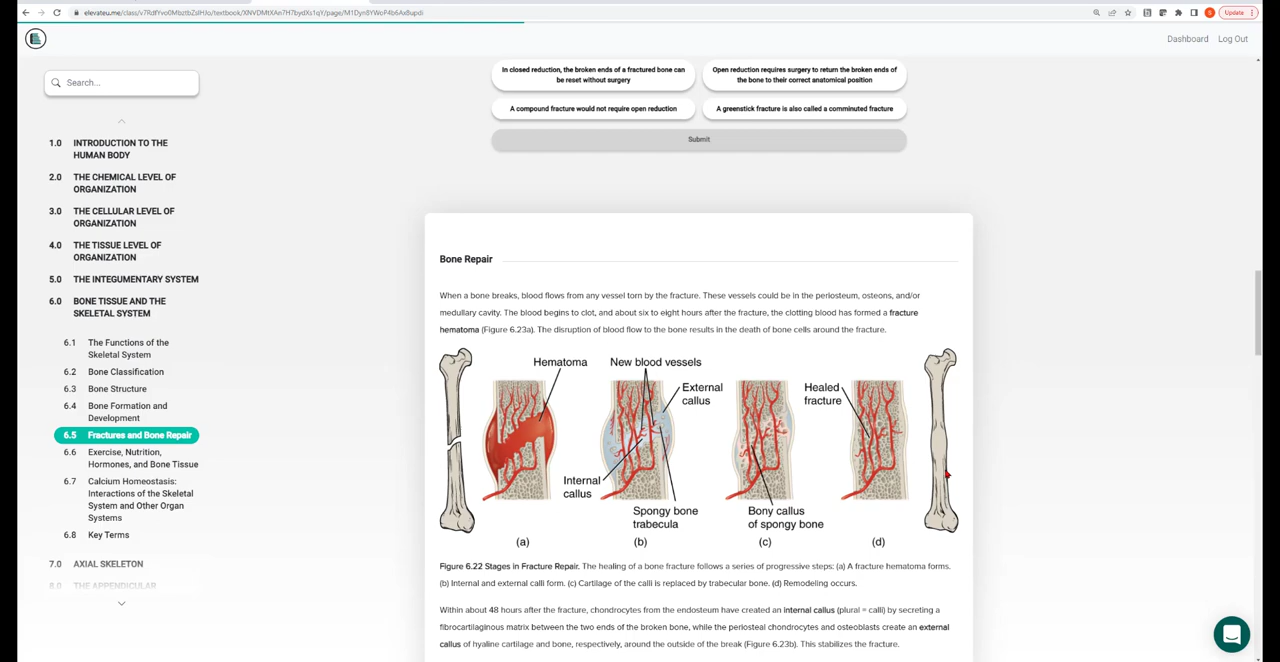 elevateu.me/class/v7RdfYvo0MbztbZsIHJo/textbook/XNVDMtXAn7H7bydXs1qY/page/M1Dyn8YWcP4b6Ax8updi
Update
Dashboard Log Out
Search...
1.0 INTRODUCTION TO THE
HUMAN BODY
2.0 THE CHEMICAL LEVEL OF
ORGANIZATION
3.0 THE CELLULAR LEVEL OF
ORGANIZATION
4.0 THE TISSUE LEVEL OF
ORGANIZATION
5.0 THE INTEGUMENTARY SYSTEM
6.0 BONE TISSUE AND THE
SKELETAL SYSTEM
6.1 The Functions of the
Skeletal System
6.2 Bone Classification
6.3 Bone Structure
6.4 Bone Formation and
Development
6.5 Fractures and Bone Repair
6.6 Exercise, Nutrition,
Hormones, and Bone Tissue
6.7 Calcium Homeostasis:
Interactions of the Skeletal
System and Other Organ
Systems
6.8 Key Terms
7.0 AXIAL SKELETON
8.0 THE APPENDICULAR
In closed reduction, the broken ends of a fractured bone can
be reset without surgery
Open reduction requires surgery to return the broken ends of
the bone to their correct anatomical position
A compound fracture would not require open reduction
A greenstick fracture is also called a comminuted fracture
Submit
Bone Repair
When a bone breaks, blood flows from any vessel torn by the fracture. These vessels could be in the periosteum, osteons, and/or
medullary cavity. The blood begins to clot, and about six to eight hours after the fracture, the clotting blood has formed a fracture
hematoma (Figure 6.23a). The disruption of blood flow to the bone results in the death of bone cells around the fracture.
Hematoma
New blood vessels
External
callus
Healed
fracture
Internal
callus
Spongy bone
trabecula
Bony callus
of spongy bone
(a) (b) (c) (d)
Figure 6.22 Stages in Fracture Repair. The healing of a bone fracture follows a series of progressive steps: (a) A fracture hematoma forms.
(b) Internal and external calli form. (c) Cartilage of the calli is replaced by trabecular bone. (d) Remodeling occurs.
Within about 48 hours after the fracture, chondrocytes from the endosteum have created an internal callus (plural = calli) by secreting a
fibrocartilaginous matrix between the two ends of the broken bone, while the periosteal chondrocytes and osteoblasts create an external
callus of hyaline cartilage and bone, respectively, around the outside of the break (Figure 6.23b). This stabilizes the fracture.